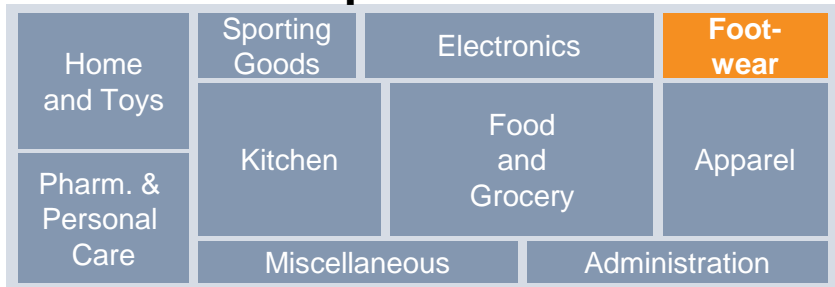 Home
and Toys
Sporting
Goods
Electronics
Foot-
wear
Kitchen
Food
and
Grocery
Apparel
Pharm. &
Personal
Care
Miscellaneous
Administration